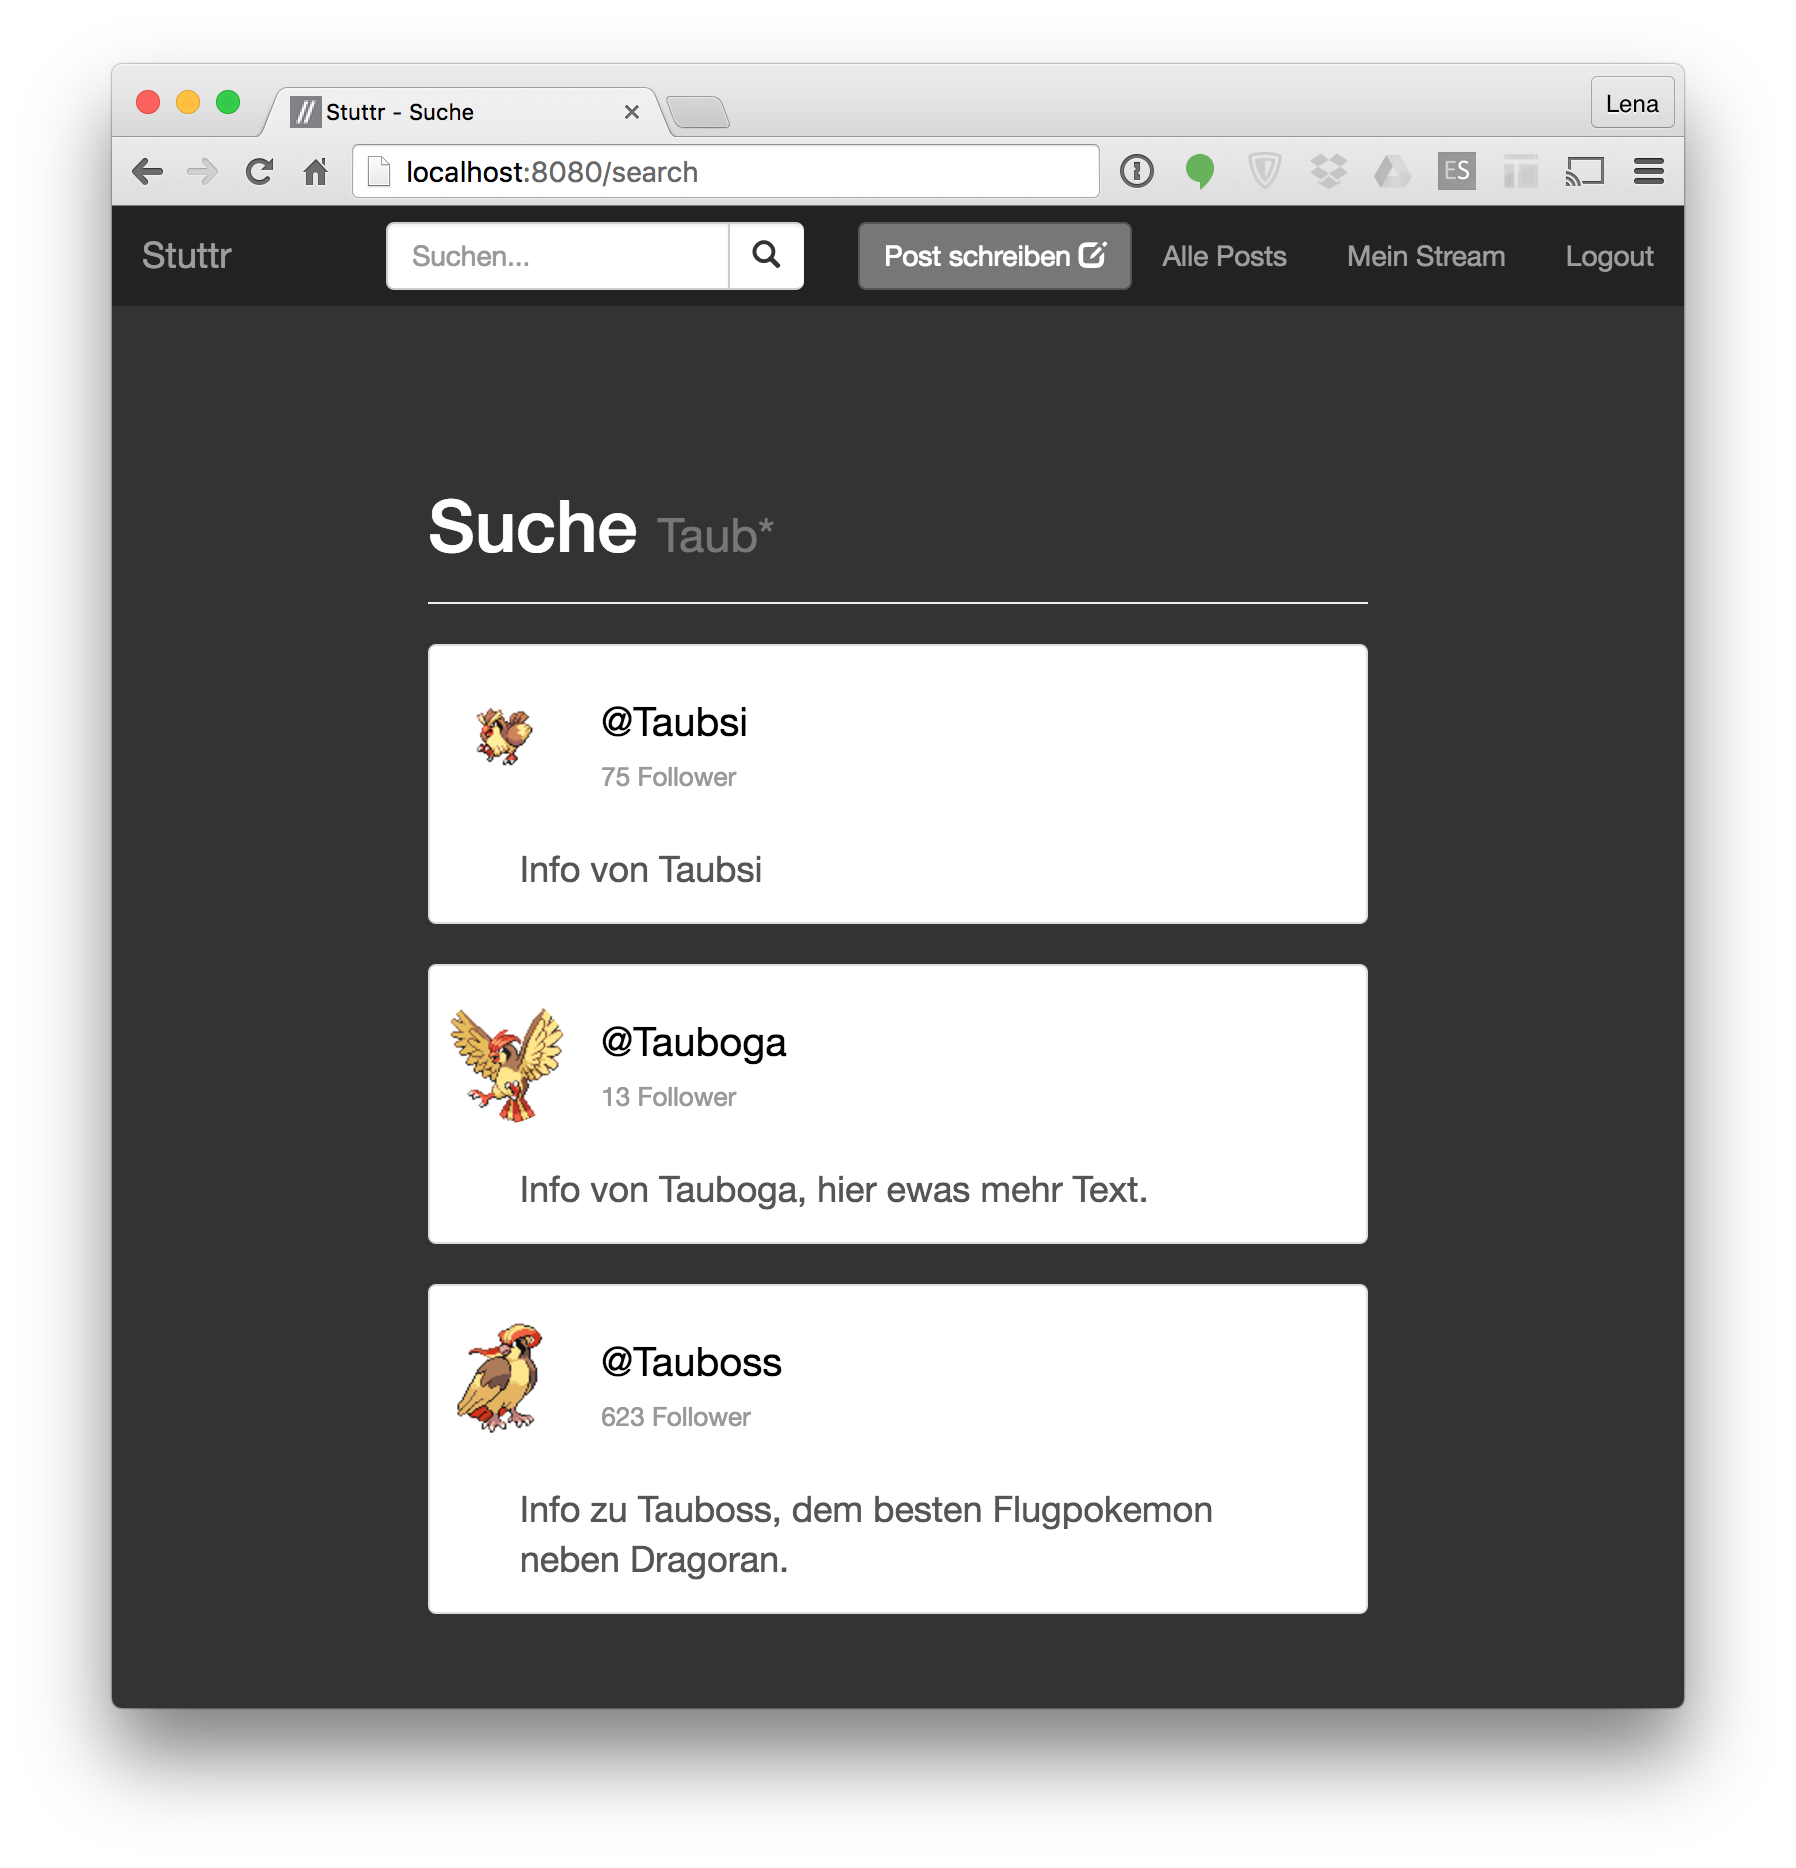 Stuttr - Suche
Lena
localhost:8080/search
ES
Stuttr
Suchen...
Post schreiben
Alle Posts
Mein Stream
Logout
Suche Taub*
@Taubsi
75 Follower
Info von Taubsi
@Tauboga
13 Follower
Info von Tauboga, hier ewas mehr Text.
@Tauboss
623 Follower
Info zu Tauboss, dem besten Flugpokemon
neben Dragoran.